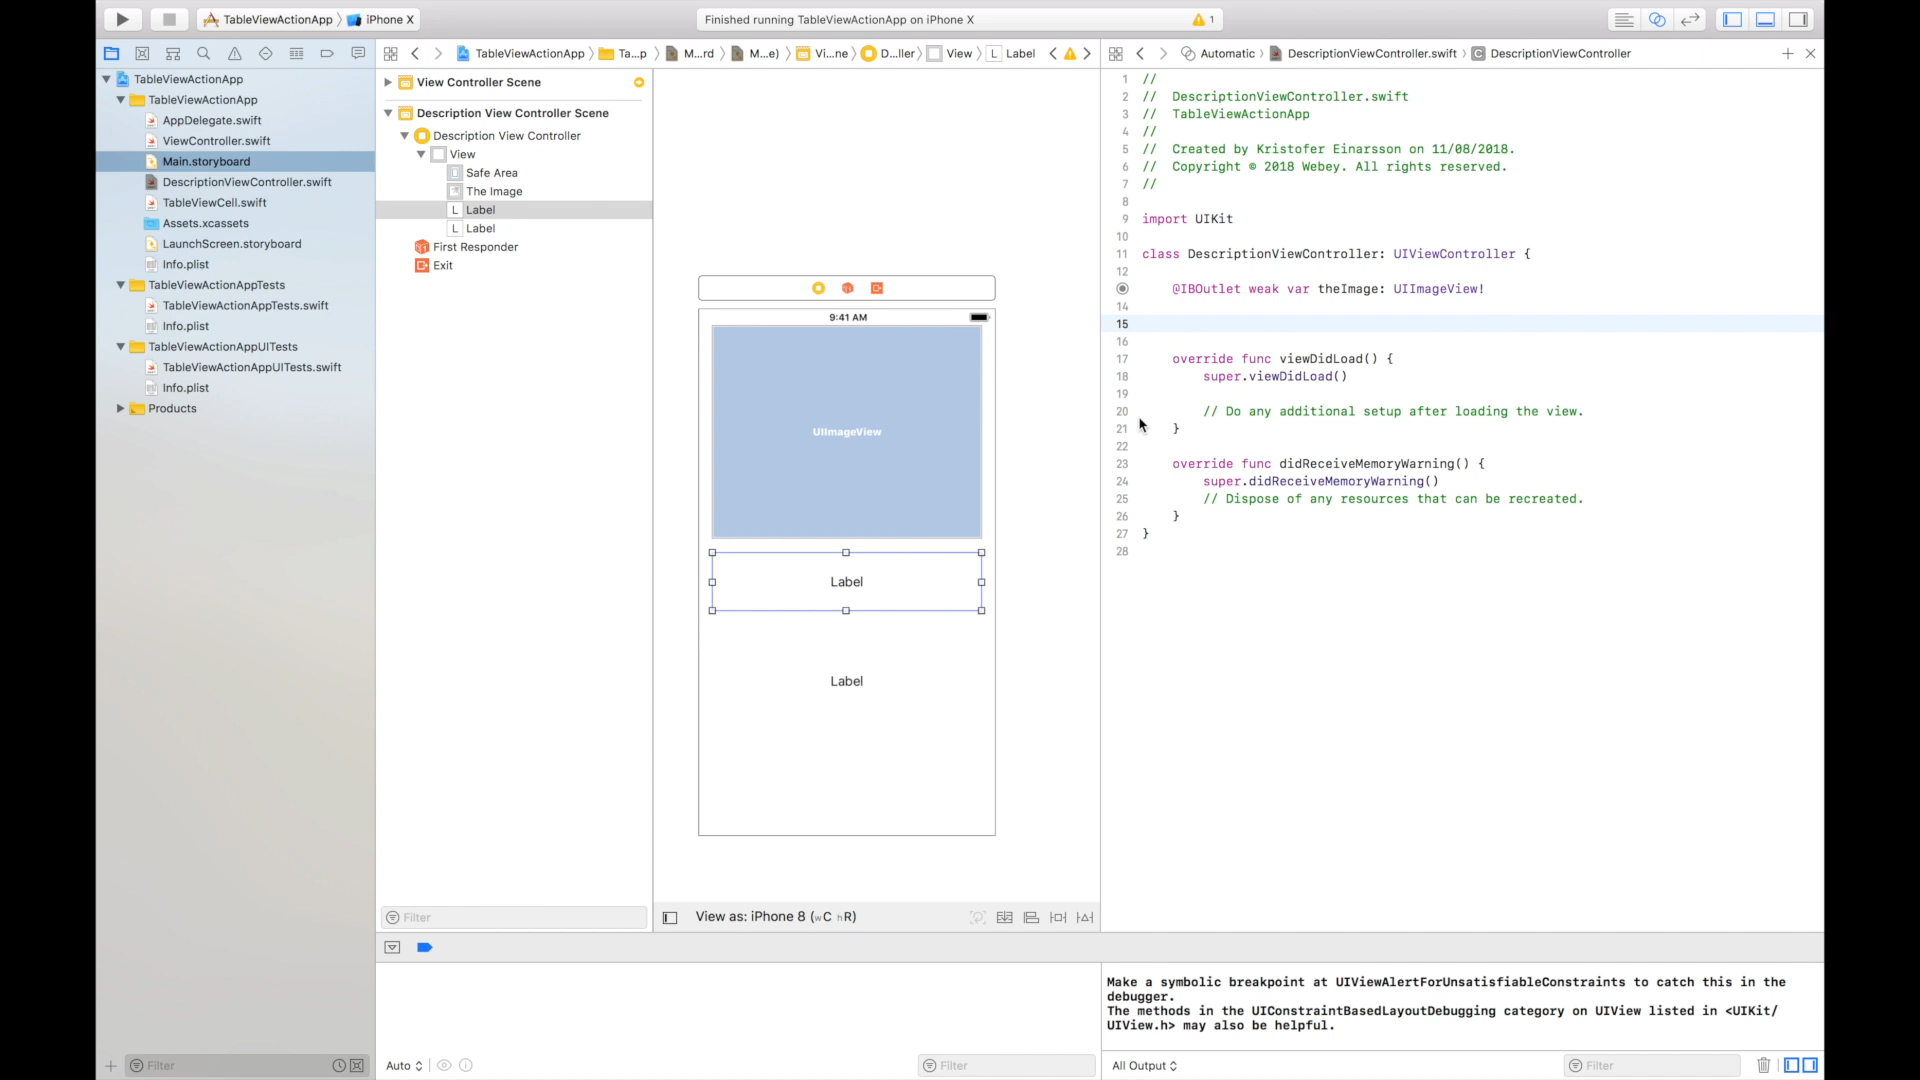 TableViewActionApp iPhone X
Finished running TableViewActionApp on iPhone X
1
TableViewActionApp Ta...p M...rd M...e) Vi...ne D...ller View L Label
Automatic DescriptionViewController.swift C DescriptionViewController
TableViewActionApp
TableViewActionApp
AppDelegate.swift
ViewController.swift
Main.storyboard
DescriptionViewController.swift
TableViewCell.swift
Assets.xcassets
LaunchScreen.storyboard
Info.plist
TableViewActionAppTests
TableViewActionAppTests.swift
Info.plist
TableViewActionAppUITests
TableViewActionAppUITests.swift
Info.plist
Products
Filter
View Controller Scene
Description View Controller Scene
Description View Controller
View
Safe Area
The Image
L Label
L Label
First Responder
Exit
Filter
9:41 AM
UIImageView
Label
Label
View as: iPhone 8 (wC hR)
1 //
2 // DescriptionViewController.swift
3 // TableViewActionApp
4 //
5 // Created by Kristofer Einarsson on 11/08/2018.
6 // Copyright © 2018 Webey. All rights reserved.
7 //
8
9 import UIKit
10
11 class DescriptionViewController: UIViewController {
12
@IBOutlet weak var theImage: UIImageView!
14
15
16
17 override func viewDidLoad() {
18 super.viewDidLoad()
19
20 // Do any additional setup after loading the view.
21 }
22
23 override func didReceiveMemoryWarning() {
24 super.didReceiveMemoryWarning()
25 // Dispose of any resources that can be recreated.
26 }
27 }
28
Auto
Filter
Make a symbolic breakpoint at UIViewAlertForUnsatisfiableConstraints to catch this in the
debugger.
The methods in the UIConstraintBasedLayoutDebugging category on UIView listed in <UIKit/
UIView.h> may also be helpful.
All Output
Filter